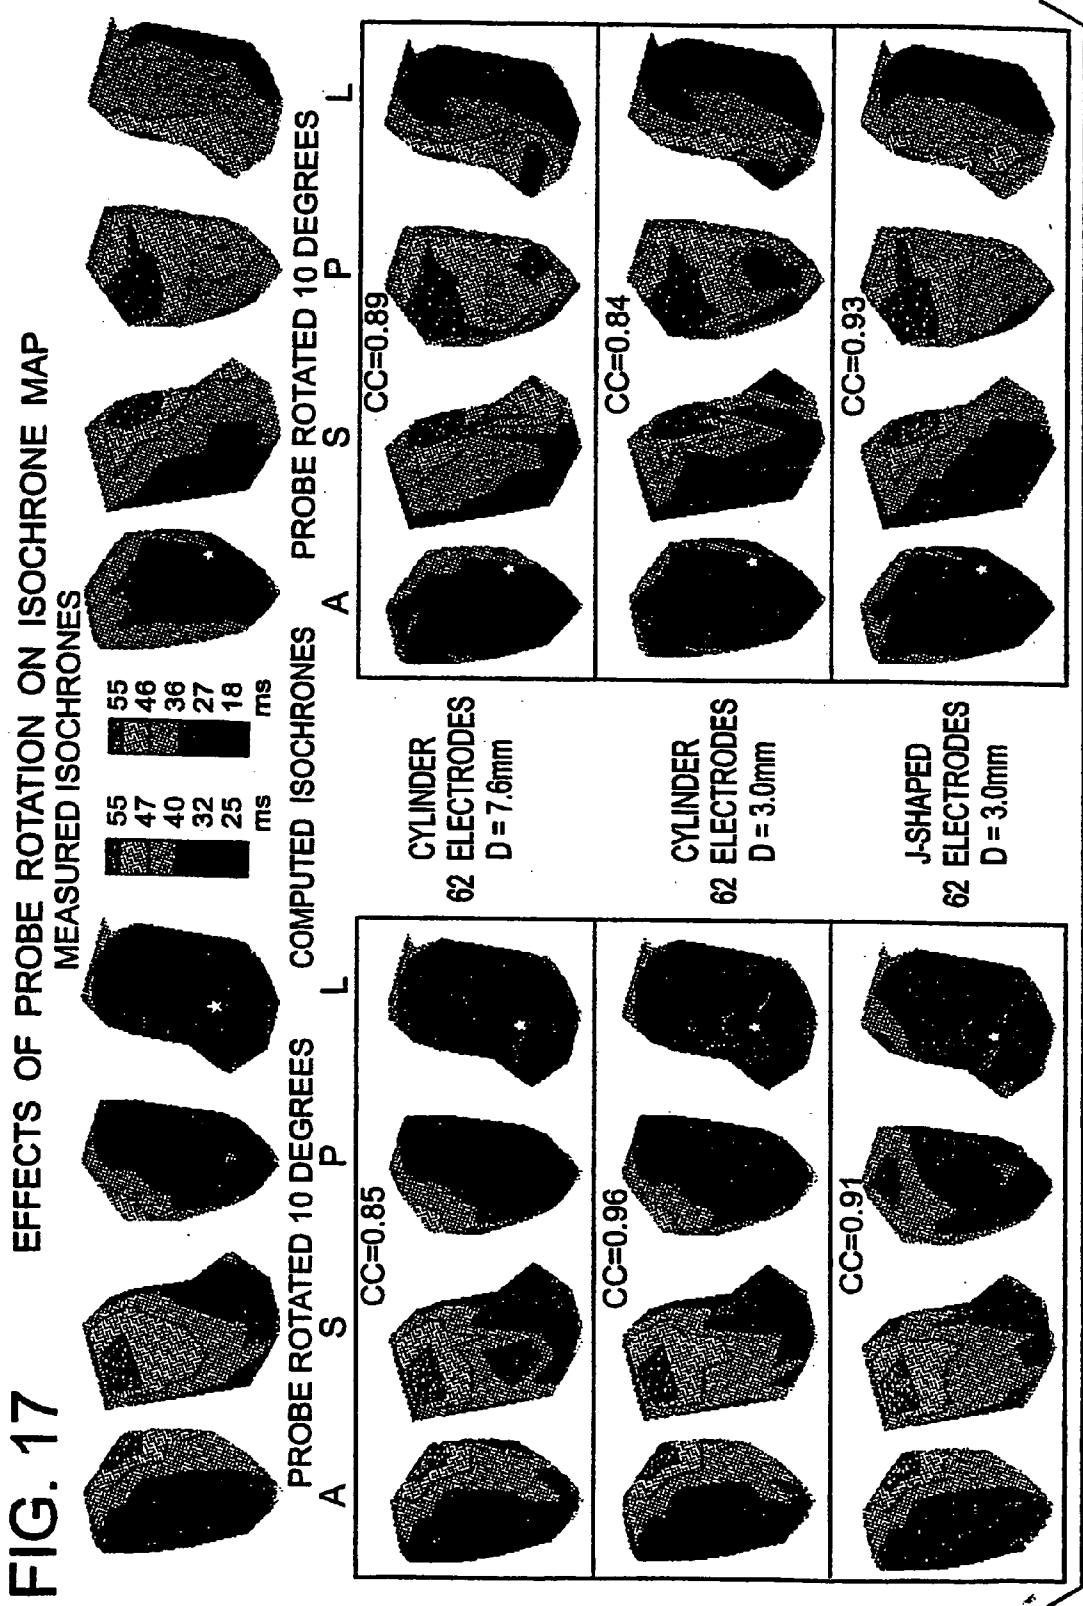 FIG. 17
EFFECTS OF PROBE ROTATION ON ISOCHRONE MAP
MEASURED ISOCHRONES
55
47
40
32
25
ms
55
46
36
27
18
ms
PROBE ROTATED 10 DEGREES
COMPUTED ISOCHRONES
PROBE ROTATED 10 DEGREES
A S P L
A S P L
CC=0.85
CYLINDER
62 ELECTRODES
D = 7.6mm
CC=0.89
CC=0.96
CYLINDER
62 ELECTRODES
D = 3.0mm
CC=0.84
CC=0.91
J-SHAPED
62 ELECTRODES
D = 3.0mm
CC=0.93